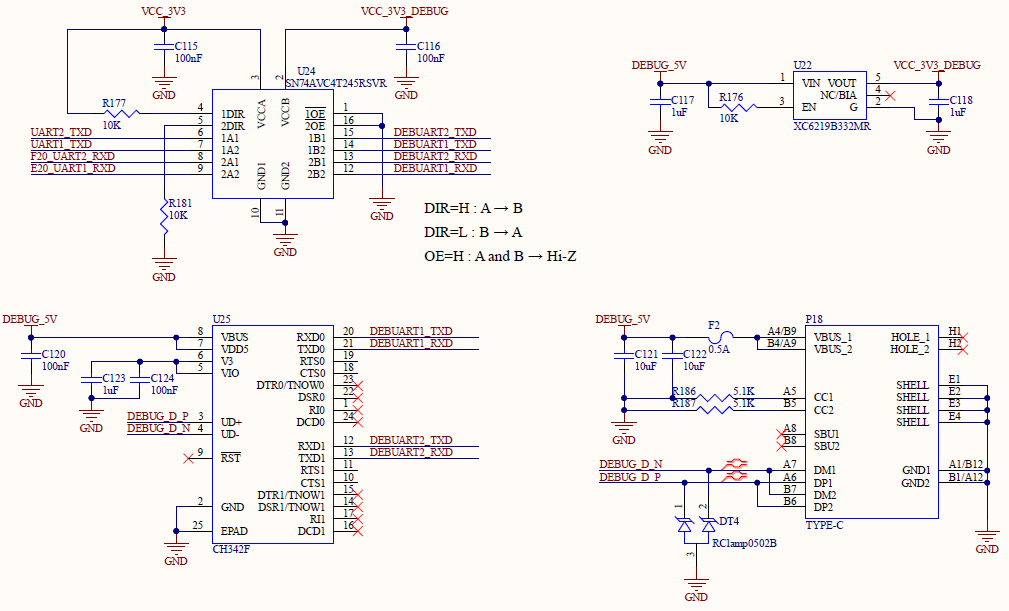 VCC_3V3
VCC_3V3_DEBUG
C115
100nF
GND
C116
100nF
GND
U24
SN74AVC4T245RSVR
3
2
VCCA
VCCB
R177
10K
4
1DIR
5
2DIR
UART2_TXD
6
1A1
UART1_TXD
7
1A2
F20_UART2_RXD
8
2A1
E20_UART1_RXD
9
2A2
1OE
1
2OE
16
1B1
15
DEBUART2_TXD
1B2
14
DEBUART1_TXD
2B1
13
DEBUART2_RXD
2B2
12
DEBUART1_RXD
GND1
GND2
10
11
GND
GND
R181
10K
GND
DIR=H : A → B
DIR=L : B → A
OE=H : A and B → Hi-Z
DEBUG_5V
C117
1uF
GND
R176
10K
U22
VCC_3V3_DEBUG
1
VIN
VOUT
5
NC/BIA
4
3
EN
G
2
XC6219B332MR
C118
1uF
GND
DEBUG_5V
C120
100nF
GND
C123
1uF
C124
100nF
GND
U25
8
VBUS
7
VDD5
6
V3
5
VIO
DEBUG_D_P
3
UD+
DEBUG_D_N
4
UD-
9
RST
2
GND
25
EPAD
GND
CH342F
RXD0
20
DEBUART1_TXD
TXD0
21
DEBUART1_RXD
RTS0
19
CTS0
18
DTR0/TNOW0
23
DSR0
22
RI0
1
DCD0
24
RXD1
12
DEBUART2_TXD
TXD1
13
DEBUART2_RXD
RTS1
11
CTS1
10
DTR1/TNOW1
15
DSR1/TNOW1
14
RI1
17
DCD1
16
DEBUG_5V
C121
10uF
C122
10uF
GND
F2
0.5A
R186
5.1K
R187
5.1K
P18
A4/B9
VBUS_1
B4/A9
VBUS_2
A5
CC1
B5
CC2
A8
SBU1
B8
SBU2
DEBUG_D_N
A7
DM1
DEBUG_D_P
A6
DP1
B7
DM2
B6
DP2
TYPE-C
HOLE_1
H1
HOLE_2
H2
SHELL
E1
SHELL
E2
SHELL
E3
SHELL
E4
GND1
A1/B12
GND2
B1/A12
GND
1
2
DT4
RClamp0502B
3
GND